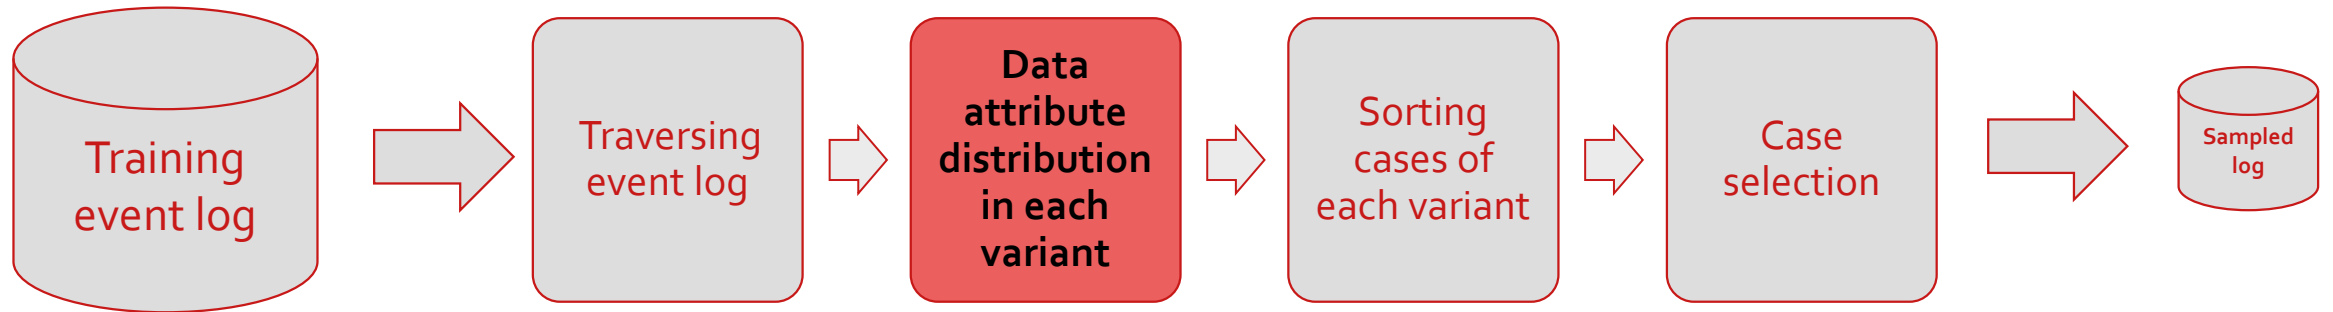 Training
event log
Traversing
event log
Data
attribute
distribution
in each
variant
Sorting
cases of
each variant
Case
selection
Sampled
log